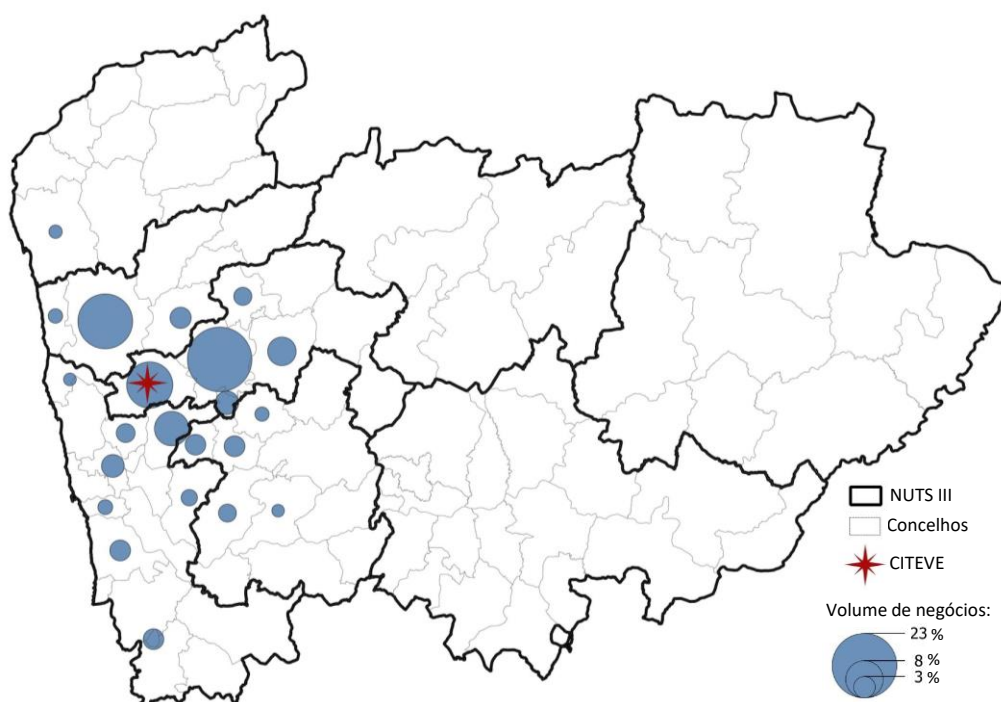 NUTS III
Concelhos
CITEVE
Volume de negócios:
23 %
8 %
3 %